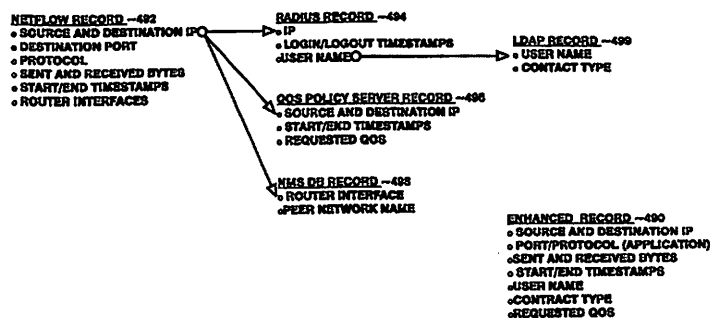 NETFLOW RECORD ~492
• SOURCE AND DESTINATION IP
• DESTINATION PORT
• PROTOCOL
• SENT AND RECEIVED BYTES
• START/END TIMESTAMPS
• ROUTER INTERFACES
RADIUS RECORD ~494
• IP
• LOGIN/LOGOUT TIMESTAMPS
• USER NAME
LDAP RECORD ~499
• USER NAME
• CONTACT TYPE
QOS POLICY SERVER RECORD ~496
• SOURCE AND DESTINATION IP
• START/END TIMESTAMPS
• REQUESTED QOS
NMS DB RECORD ~498
• ROUTER INTERFACE
• PEER NETWORK NAME
ENHANCED RECORD ~490
• SOURCE AND DESTINATION IP
• PORT/PROTOCOL (APPLICATION)
• SENT AND RECEIVED BYTES
• START/END TIMESTAMPS
• USER NAME
• CONTRACT TYPE
• REQUESTED QOS